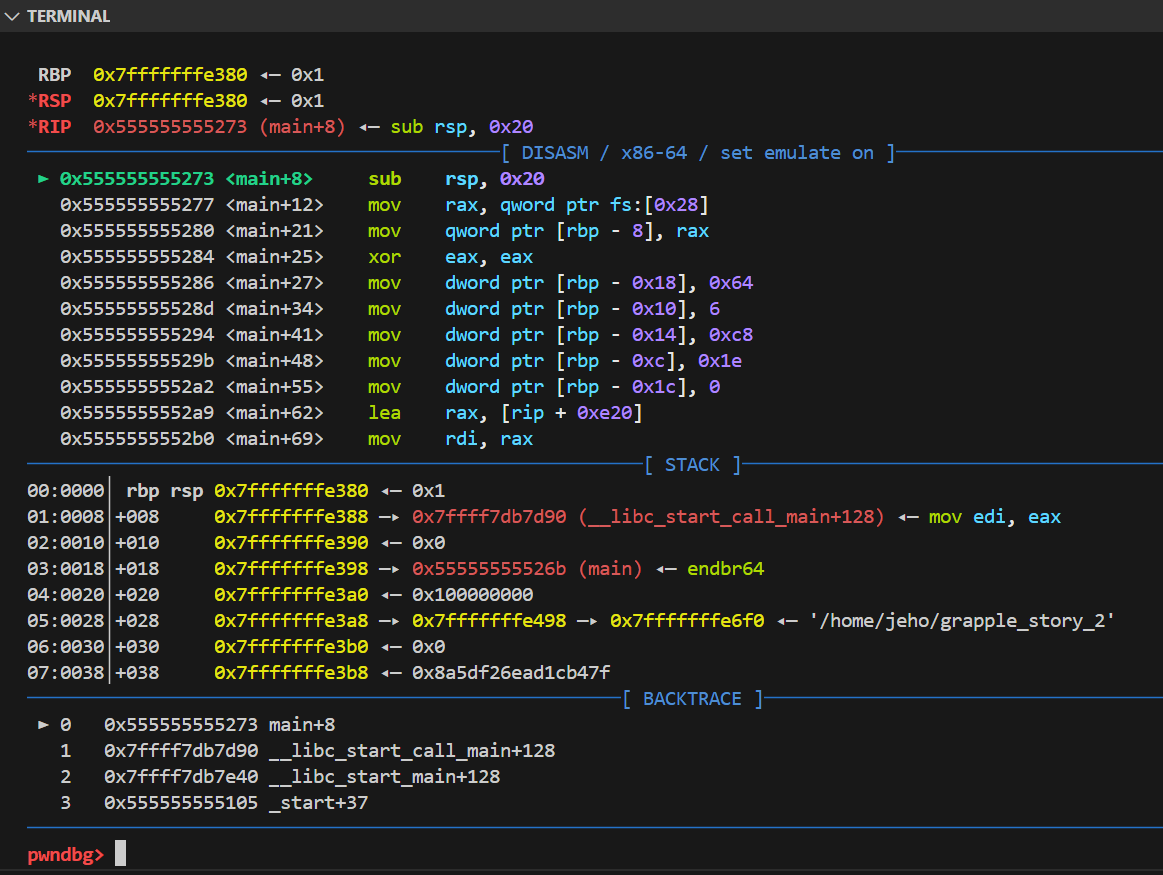 TERMINAL
RBP 0x7fffffffe380 ◂— 0x1
*RSP 0x7fffffffe380 ◂— 0x1
*RIP 0x555555555273 (main+8) ◂— sub rsp, 0x20
[ DISASM / x86-64 / set emulate on ]
► 0x555555555273 <main+8> sub rsp, 0x20
0x555555555277 <main+12> mov rax, qword ptr fs:[0x28]
0x555555555280 <main+21> mov qword ptr [rbp - 8], rax
0x555555555284 <main+25> xor eax, eax
0x555555555286 <main+27> mov dword ptr [rbp - 0x18], 0x64
0x55555555528d <main+34> mov dword ptr [rbp - 0x10], 6
0x555555555294 <main+41> mov dword ptr [rbp - 0x14], 0xc8
0x55555555529b <main+48> mov dword ptr [rbp - 0xc], 0x1e
0x5555555552a2 <main+55> mov dword ptr [rbp - 0x1c], 0
0x5555555552a9 <main+62> lea rax, [rip + 0xe20]
0x5555555552b0 <main+69> mov rdi, rax
[ STACK ]
00:0000│ rbp rsp 0x7fffffffe380 ◂— 0x1
01:0008│+008 0x7fffffffe388 —▸ 0x7ffff7db7d90 (__libc_start_call_main+128) ◂— mov edi, eax
02:0010│+010 0x7fffffffe390 ◂— 0x0
03:0018│+018 0x7fffffffe398 —▸ 0x55555555526b (main) ◂— endbr64
04:0020│+020 0x7fffffffe3a0 ◂— 0x100000000
05:0028│+028 0x7fffffffe3a8 —▸ 0x7fffffffe498 —▸ 0x7fffffffe6f0 ◂— '/home/jeho/grapple_story_2'
06:0030│+030 0x7fffffffe3b0 ◂— 0x0
07:0038│+038 0x7fffffffe3b8 ◂— 0x8a5df26ead1cb47f
[ BACKTRACE ]
► 0 0x555555555273 main+8
1 0x7ffff7db7d90 __libc_start_call_main+128
2 0x7ffff7db7e40 __libc_start_main+128
3 0x555555555105 _start+37
pwndbg>